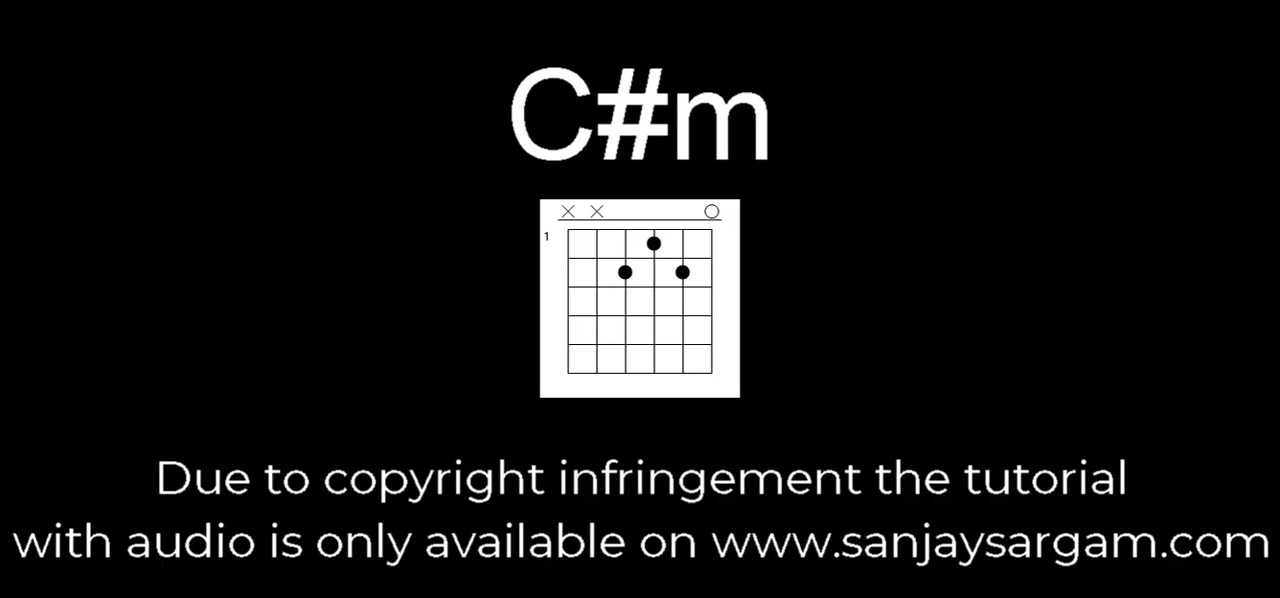 C#m
1
Due to copyright infringement the tutorial
with audio is only available on www.sanjaysargam.com